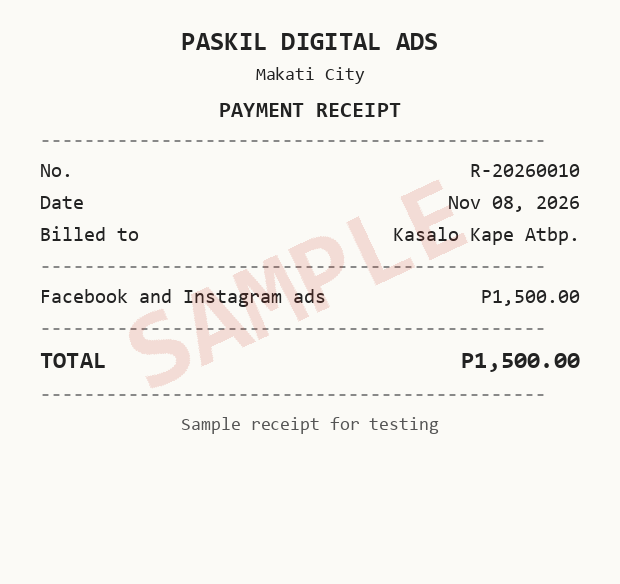 PASKIL DIGITAL ADS
Makati City
PAYMENT RECEIPT
----------------------------------------------
No. R-20260010
Date Nov 08, 2026
Billed to Kasalo Kape Atbp.
----------------------------------------------
Facebook and Instagram ads P1,500.00
----------------------------------------------
TOTAL P1,500.00
----------------------------------------------
Sample receipt for testing
SAMPLE